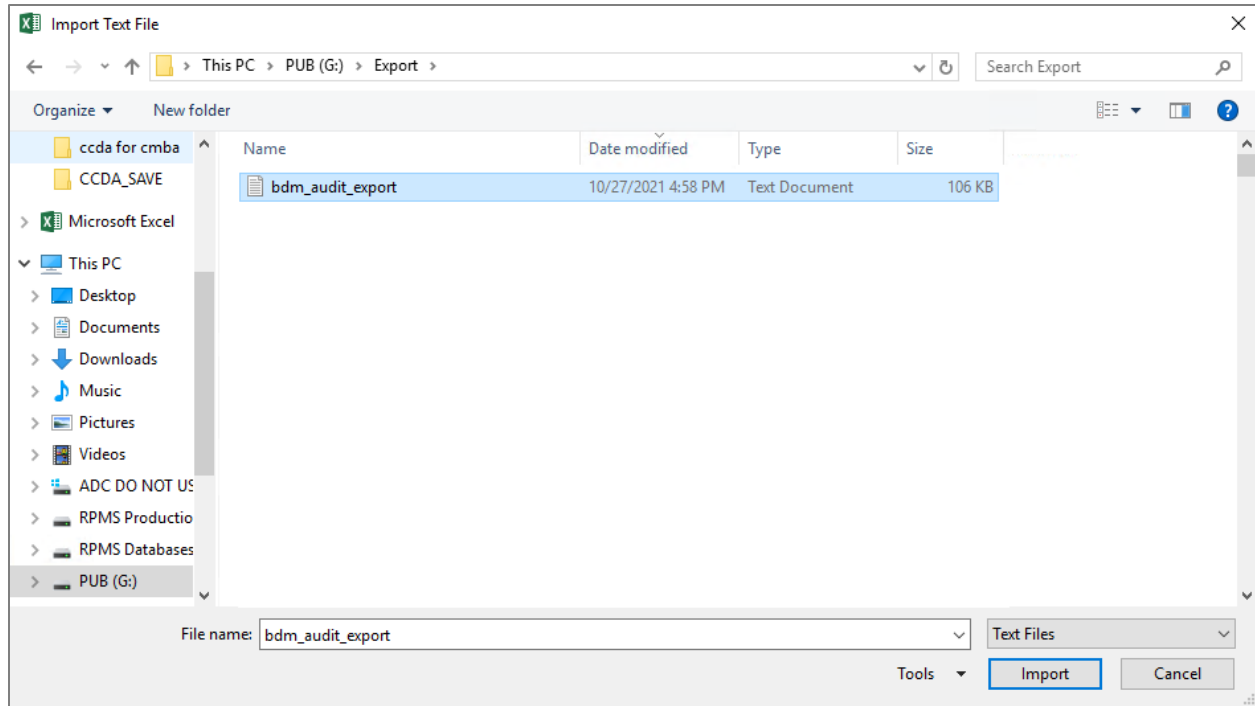 Import Text File
This PC > PUB (G:) > Export >
Search Export
Organize
New folder
ccda for cmba
CCDA_SAVE
Microsoft Excel
This PC
Desktop
Documents
Downloads
Music
Pictures
Videos
ADC DO NOT US
RPMS Productio
RPMS Databases
PUB (G:)
Name Date modified Type Size
bdm_audit_export 10/27/2021 4:58 PM Text Document 106 KB
File name: bdm_audit_export Text Files
Tools Import Cancel